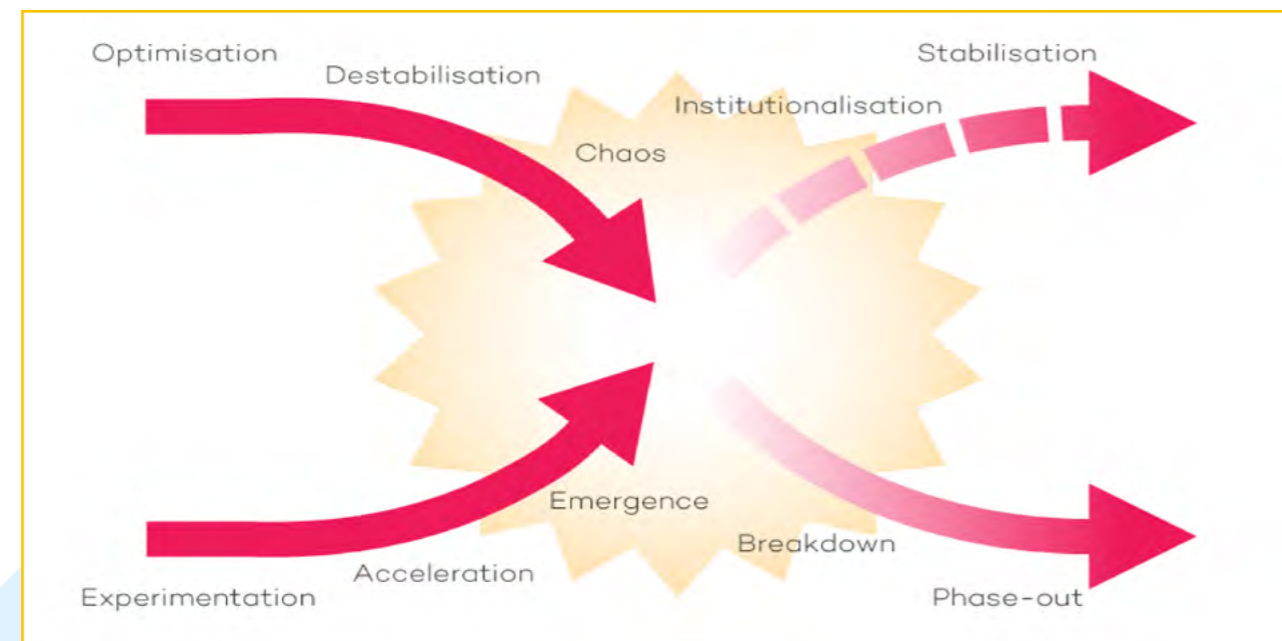 Optimisation
Destabilisation
Chaos
Institutionalisation
Stabilisation
Experimentation
Acceleration
Emergence
Breakdown
Phase-out